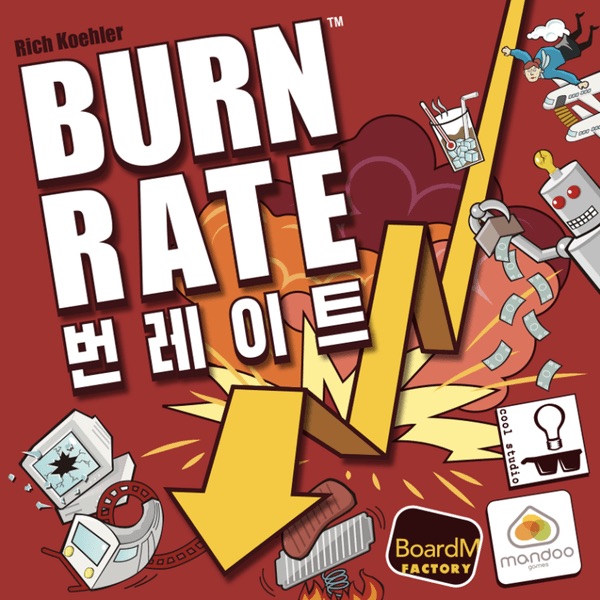 Rich Koehler
BURN™
RATE
번 레이트
cool studio
BoardM
FACTORY
mandoo
games